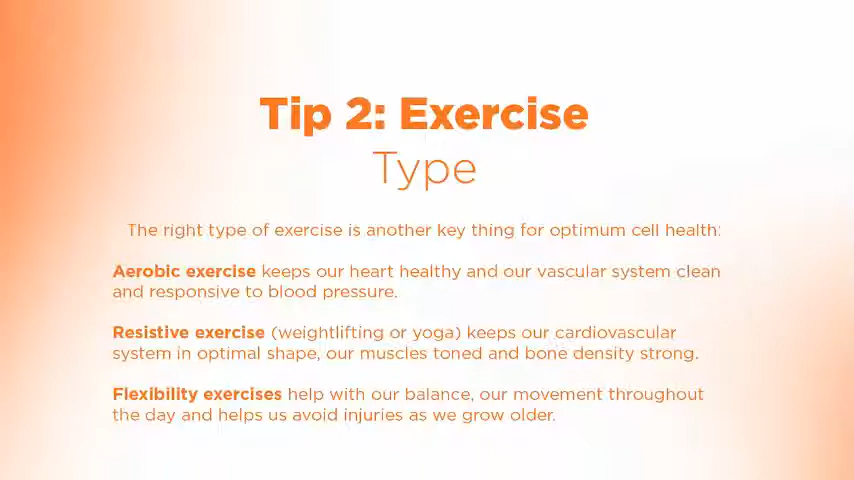 Tip 2: Exercise
Type
The right type of exercise is another key thing for optimum cell health:
Aerobic exercise keeps our heart healthy and our vascular system clean
and responsive to blood pressure.
Resistive exercise (weightlifting or yoga) keeps our cardiovascular
system in optimal shape, our muscles toned and bone density strong.
Flexibility exercises help with our balance, our movement throughout
the day and helps us avoid injuries as we grow older.